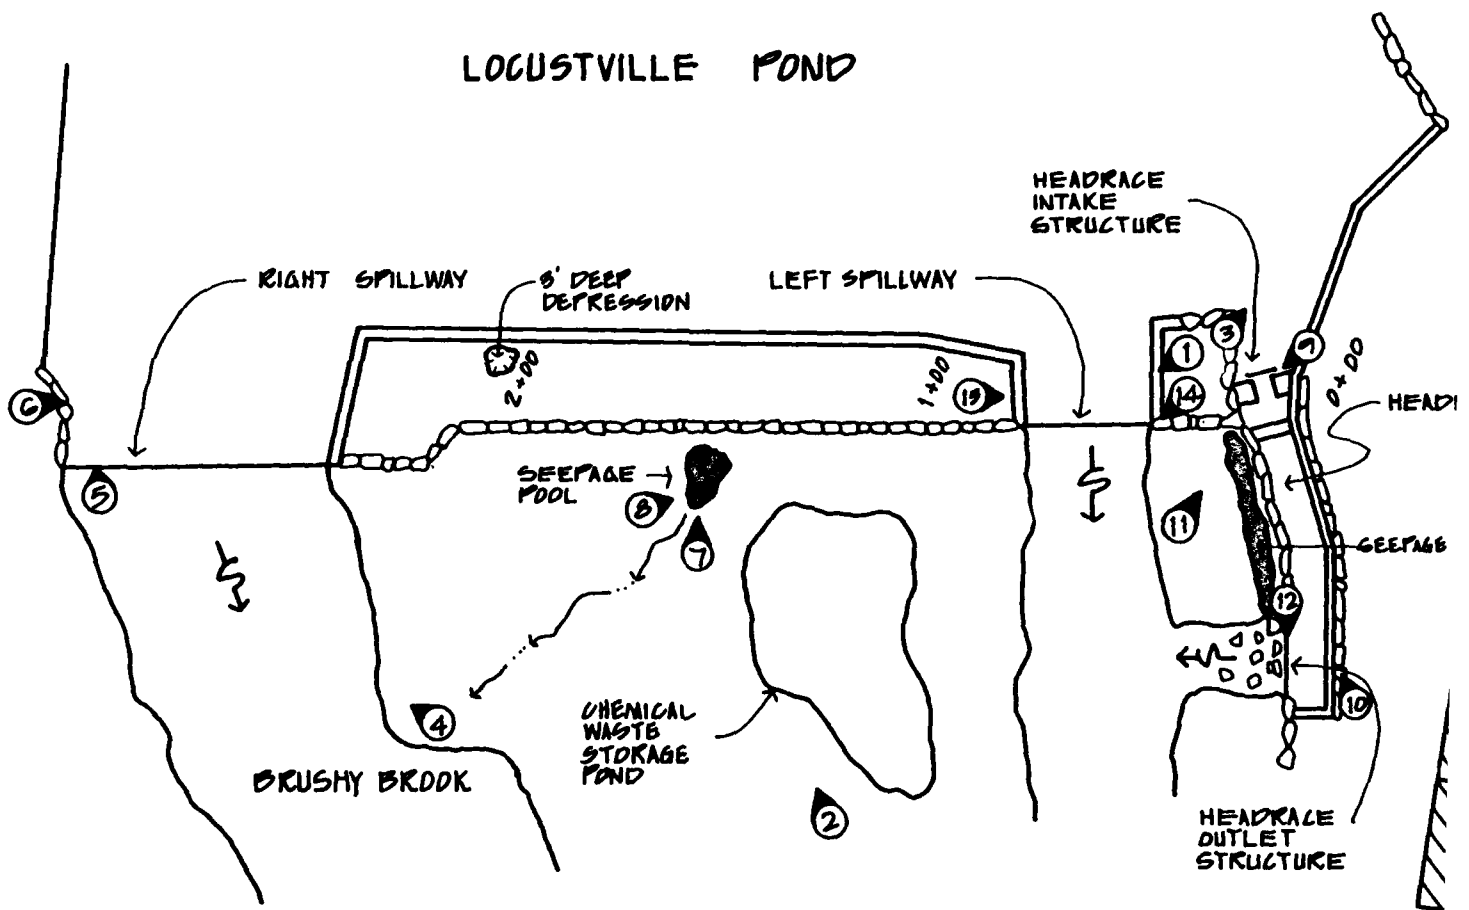 LOCUSTVILLE POND
HEADRACE
INTAKE
STRUCTURE
RIGHT SPILLWAY
3' DEEP
DEPRESSION
LEFT SPILLWAY
3
1
9
2+00
1+00
13
14
0+00
6
HEAD
SEEPAGE
POOL
5
8
11
7
SEEPAGE
12
4
10
CHEMICAL
WASTE
STORAGE
POND
BRUSHY BROOK
2
HEADRACE
OUTLET
STRUCTURE